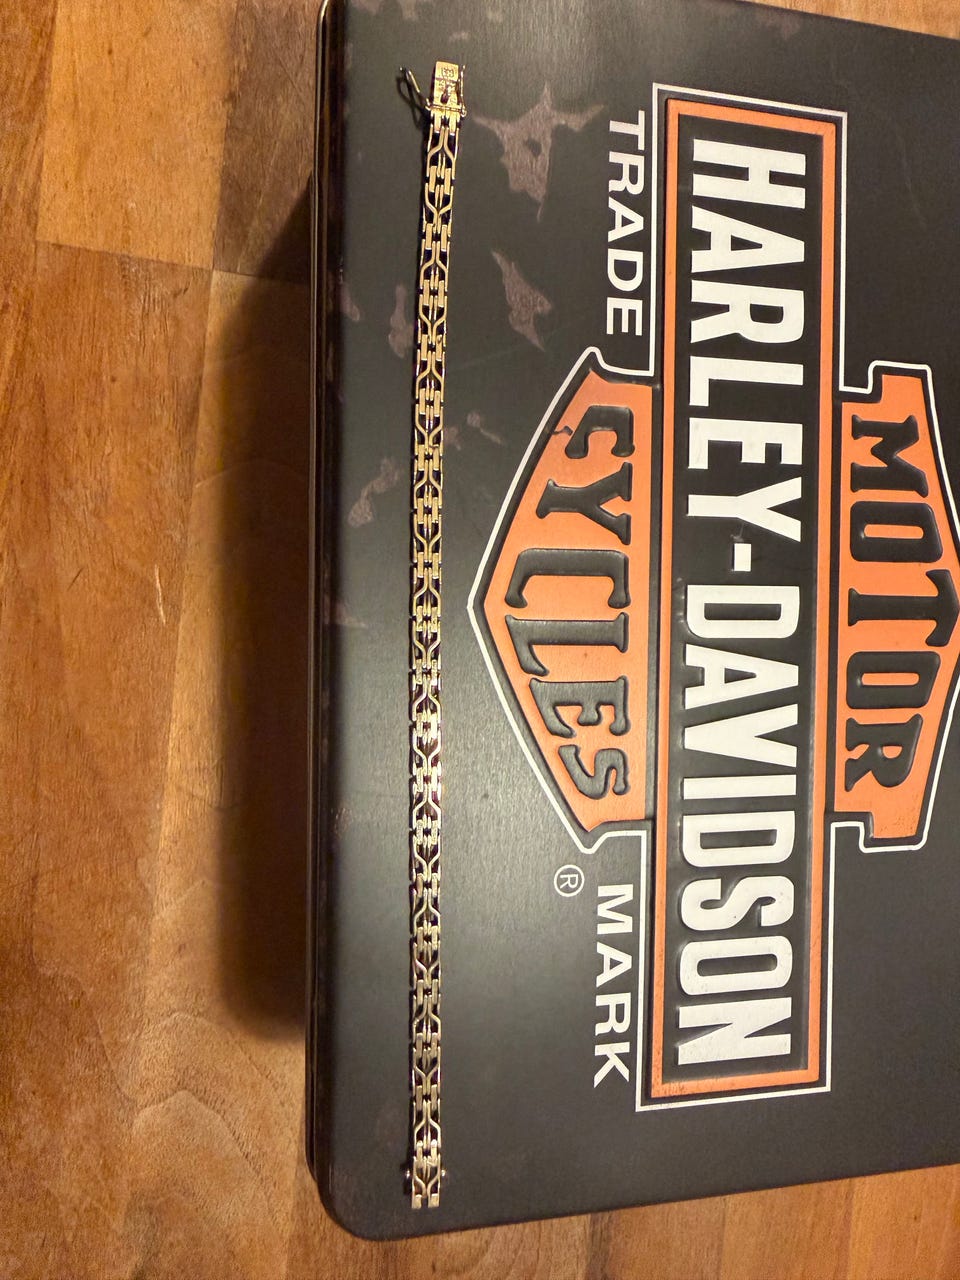 MOTOR
HARLEY-DAVIDSON
TRADE MARK
CYCLES
®